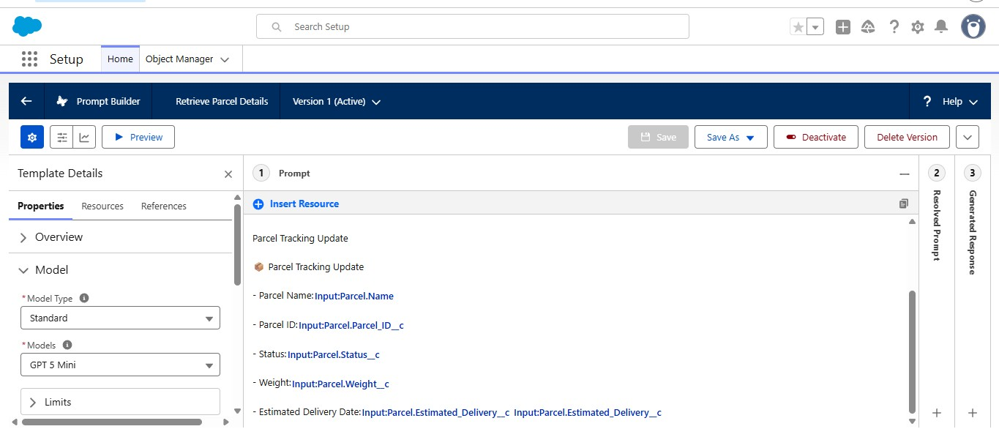 Search Setup
Setup
Home
Object Manager
Prompt Builder
Retrieve Parcel Details
Version 1 (Active)
? Help
Preview
Save
Save As
Deactivate
Delete Version
Template Details
1 Prompt
2
3
Properties
Resources
References
Insert Resource
Resolved Prompt
Generated Response
Overview
Parcel Tracking Update
Model
📦 Parcel Tracking Update
*Model Type
- Parcel Name:Input:Parcel.Name
Standard
- Parcel ID:Input:Parcel.Parcel_ID__c
*Models
- Status:Input:Parcel.Status__c
GPT 5 Mini
- Weight:Input:Parcel.Weight__c
Limits
- Estimated Delivery Date:Input:Parcel.Estimated_Delivery__c Input:Parcel.Estimated_Delivery__c